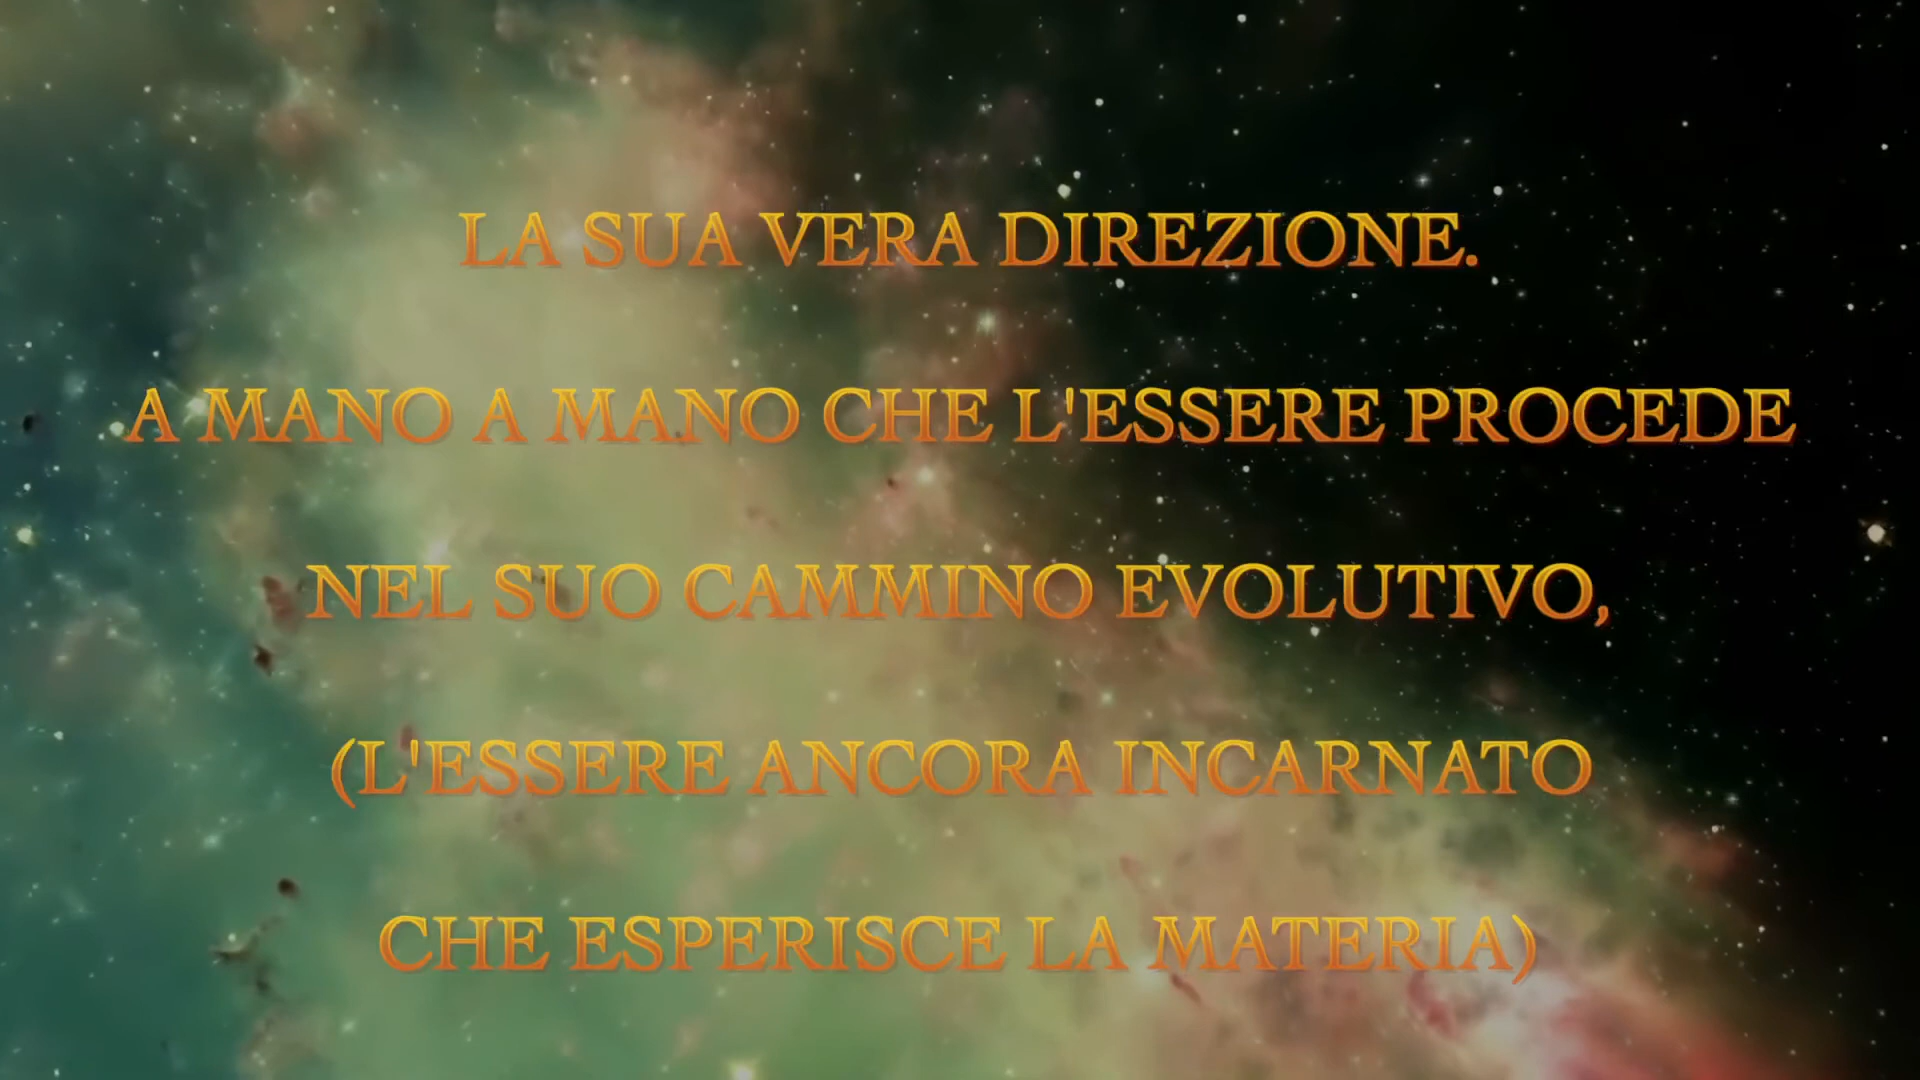 LA SUA VERA DIREZIONE.
A MANO A MANO CHE L'ESSERE PROCEDE
NEL SUO CAMMINO EVOLUTIVO,
(L'ESSERE ANCORA INCARNATO
CHE ESPERISCE LA MATERIA)